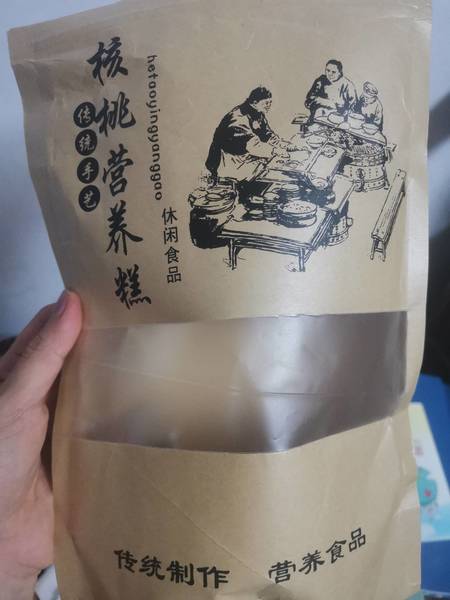 核桃营养糕
传统手艺
hetaoyingyanggao
休闲食品
传统制作 营养食品